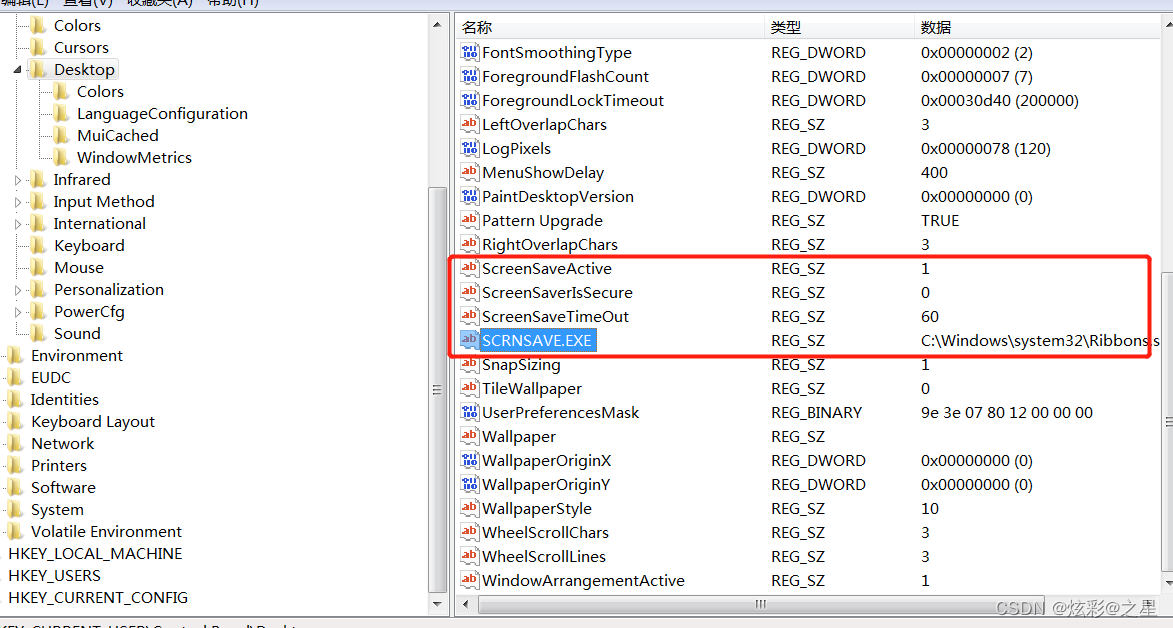 编辑(E) 查看(V) 收藏夹(A) 帮助(H)
Colors
Cursors
Desktop
Colors
LanguageConfiguration
MuiCached
WindowMetrics
Infrared
Input Method
International
Keyboard
Mouse
Personalization
PowerCfg
Sound
Environment
EUDC
Identities
Keyboard Layout
Network
Printers
Software
System
Volatile Environment
HKEY_LOCAL_MACHINE
HKEY_USERS
HKEY_CURRENT_CONFIG
名称 类型 数据
FontSmoothingType REG_DWORD 0x00000002 (2)
ForegroundFlashCount REG_DWORD 0x00000007 (7)
ForegroundLockTimeout REG_DWORD 0x00030d40 (200000)
LeftOverlapChars REG_SZ 3
LogPixels REG_DWORD 0x00000078 (120)
MenuShowDelay REG_SZ 400
PaintDesktopVersion REG_DWORD 0x00000000 (0)
Pattern Upgrade REG_SZ TRUE
RightOverlapChars REG_SZ 3
ScreenSaveActive REG_SZ 1
ScreenSaverIsSecure REG_SZ 0
ScreenSaveTimeOut REG_SZ 60
SCRNSAVE.EXE REG_SZ C:\Windows\system32\Ribbons.s
SnapSizing REG_SZ 1
TileWallpaper REG_SZ 0
UserPreferencesMask REG_BINARY 9e 3e 07 80 12 00 00 00
Wallpaper REG_SZ
WallpaperOriginX REG_DWORD 0x00000000 (0)
WallpaperOriginY REG_DWORD 0x00000000 (0)
WallpaperStyle REG_SZ 10
WheelScrollChars REG_SZ 3
WheelScrollLines REG_SZ 3
WindowArrangementActive REG_SZ 1
CSDN @炫彩@之星